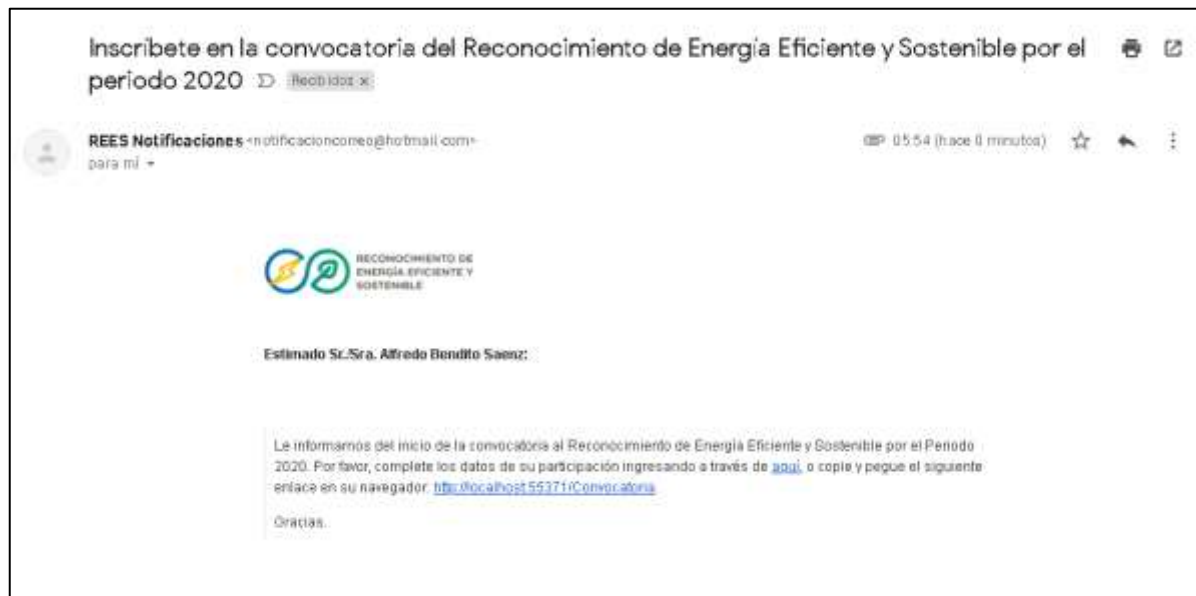 Inscríbete en la convocatoria del Reconocimiento de Energía Eficiente y Sostenible por el
periodo 2020 Recibidos x
REES Notificaciones <notificacioncorreo@hotmail.com>
05:54 (hace 0 minutos)
para mí
RECONOCIMIENTO DE
ENERGÍA EFICIENTE Y
SOSTENIBLE
Estimado Sr./Sra. Alfredo Bendito Saenz:
Le informamos del inicio de la convocatoria al Reconocimiento de Energía Eficiente y Sostenible por el Periodo
2020. Por favor, complete los datos de su participación ingresando a través de aquí, o copie y pegue el siguiente
enlace en su navegador: http://localhost:55371/Convocatoria
Gracias.